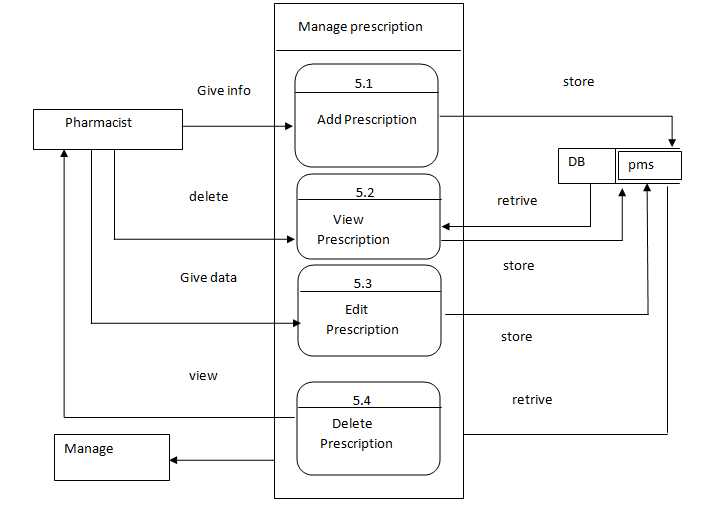 Manage prescription
5.1
Add Prescription
Give info
store
Pharmacist
DB
pms
5.2
View
Prescription
delete
retrive
Give data
store
5.3
Edit
Prescription
store
view
retrive
5.4
Delete
Prescription
Manage